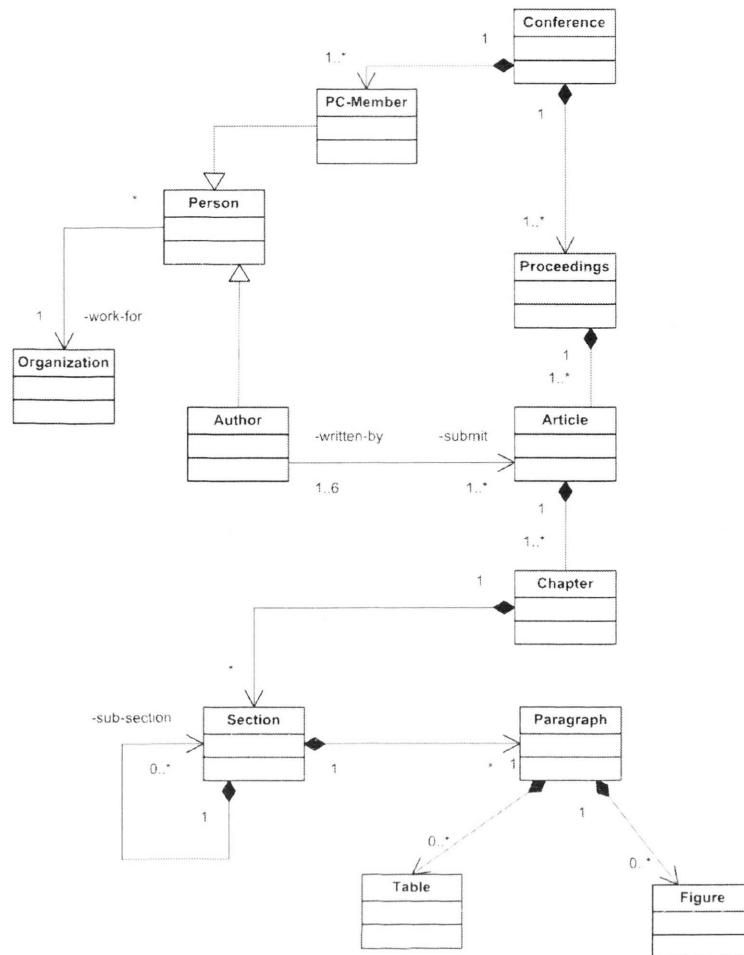 Conference
1
1..*
PC-Member
1
Person
*
1..*
Proceedings
1 -work-for
1
Organization
1..*
Author
Article
-written-by -submit
1..6 1..*
1
1..*
1
Chapter
*
-sub-section
Section
Paragraph
0..*
1
* 1
1
1
0..*
0..*
Table
Figure